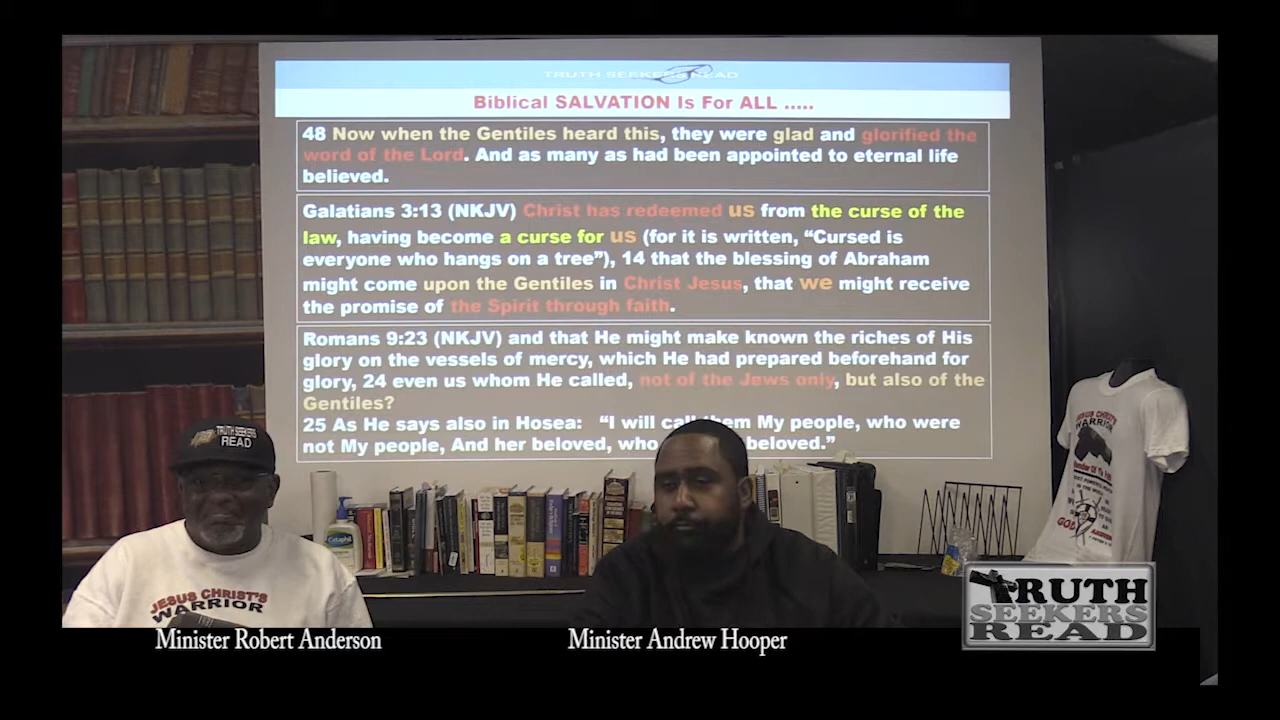 TRUTH SEEKERS READ
Biblical SALVATION Is For ALL .....
48 Now when the Gentiles heard this, they were glad and glorified the
word of the Lord. And as many as had been appointed to eternal life
believed.
Galatians 3:13 (NKJV) Christ has redeemed us from the curse of the
law, having become a curse for us (for it is written, “Cursed is
everyone who hangs on a tree”), 14 that the blessing of Abraham
might come upon the Gentiles in Christ Jesus, that we might receive
the promise of the Spirit through faith.
Romans 9:23 (NKJV) and that He might make known the riches of His
glory on the vessels of mercy, which He had prepared beforehand for
glory, 24 even us whom He called, not of the Jews only, but also of the
Gentiles?
25 As He says also in Hosea: “I will call them My people, who were
not My people, And her beloved, who beloved.”
TRUTH SEEKERS
READ
JESUS CHRIST'S
WARRIOR
Cetaphil
JESUS CHRIST'S
WARRIOR
GOD
TRUTH
SEEKERS
READ
Minister Robert Anderson
Minister Andrew Hooper